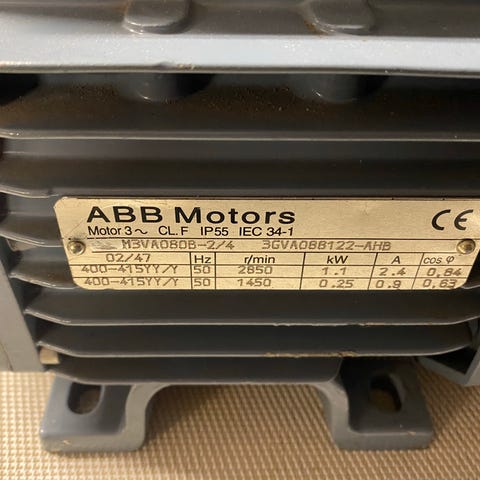 ABB Motors CE
Motor 3~ CL.F IP55 IEC 34-1
M3VA080B-2/4 3GVA088122-AHB
02/47 Hz r/min kW A cos φ
400-415YY/Y 50 2850 1.1 2.4 0.84
400-415YY/Y 50 1450 0.25 0.9 0.63